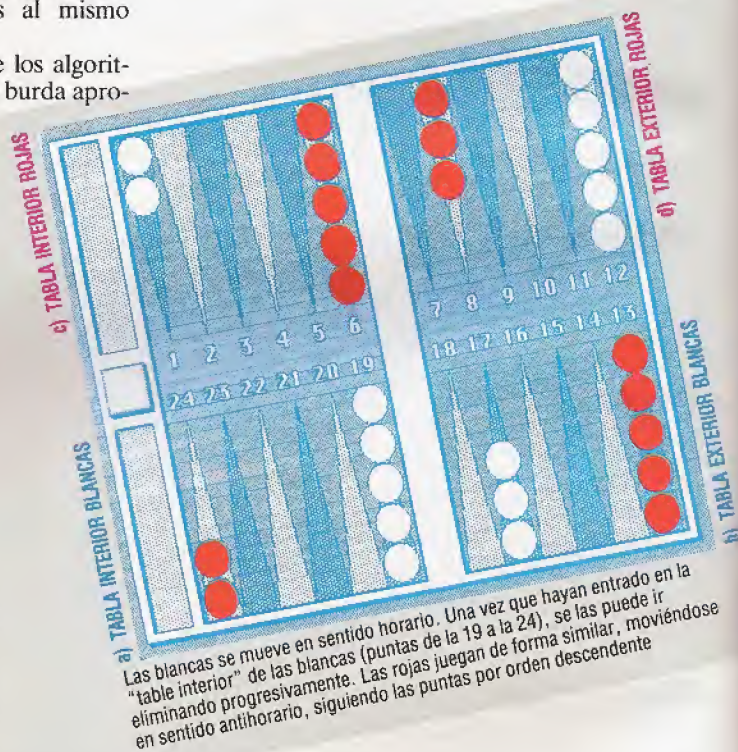 s al mismo
e los algorit-
burda apro-
c) TABLA INTERIOR ROJAS
d) TABLA EXTERIOR ROJAS
1 2 3 4 5 6
7 8 9 10 11 12
24 23 22 21 20 19
18 17 16 15 14 13
a) TABLA INTERIOR BLANCAS
b) TABLA EXTERIOR BLANCAS
Las blancas se mueve en sentido horario. Una vez que hayan entrado en la
"table interior" de las blancas (puntas de la 19 a la 24), se las puede ir
eliminando progresivamente. Las rojas juegan de forma similar, moviéndose
en sentido antihorario, siguiendo las puntas por orden descendente